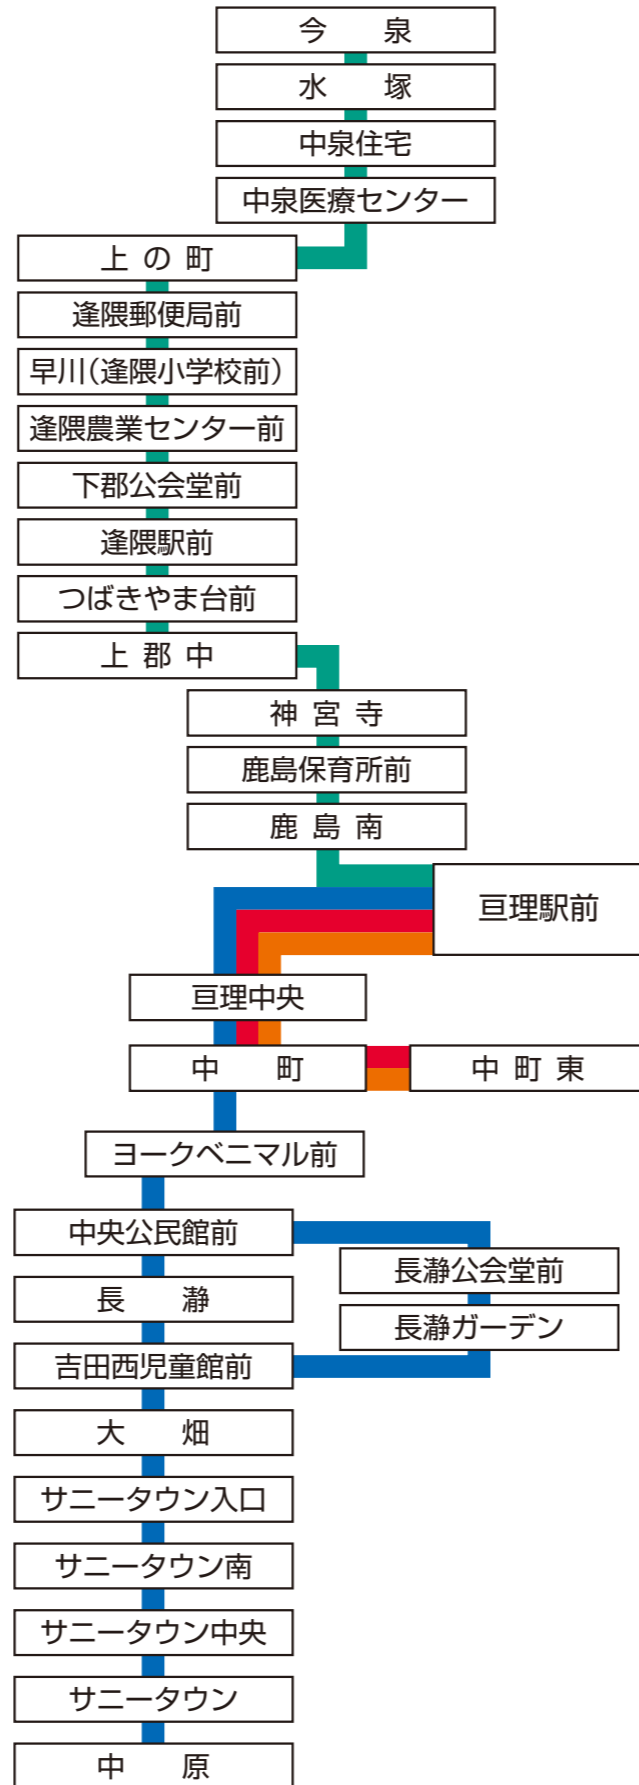 今　泉
水　塚
中泉住宅
中泉医療センター
上の町
逢隈郵便局前
早川（逢隈小学校前）
逢隈農業センター前
下郡公会堂前
逢隈駅前
つばきやま台前
上郡中
神宮寺
鹿島保育所前
鹿島南
亘理駅前
亘理中央
中　町
中町東
ヨークベニマル前
中央公民館前
長瀞公会堂前
長　瀞
長瀞ガーデン
吉田西児童館前
大　畑
サニータウン入口
サニータウン南
サニータウン中央
サニータウン
中　原